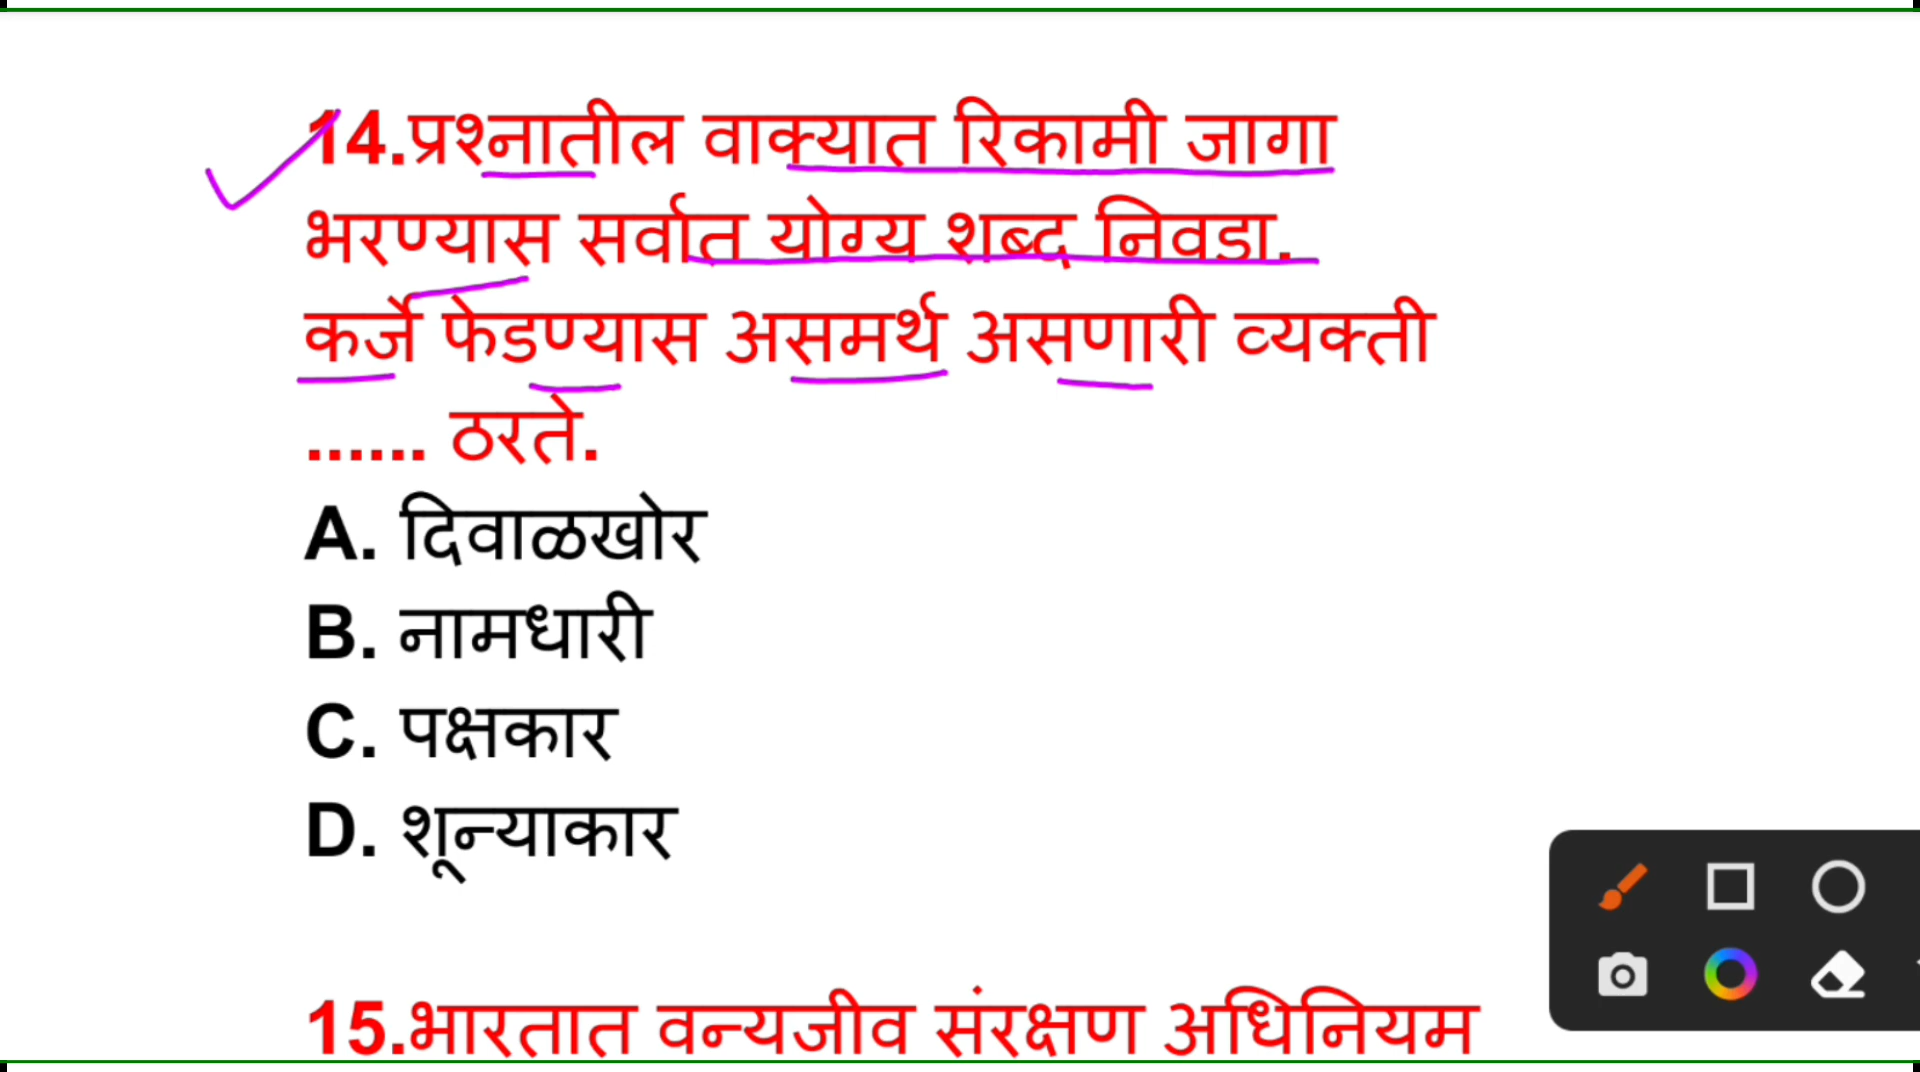 14.प्रश्नातील वाक्यात रिकामी जागा
भरण्यास सर्वात योग्य शब्द निवडा.
कर्जे फेडण्यास असमर्थ असणारी व्यक्ती
...... ठरते.
A. दिवाळखोर
B. नामधारी
C. पक्षकार
D. शून्याकार
15.भारतात वन्यजीव संरक्षण अधिनियम